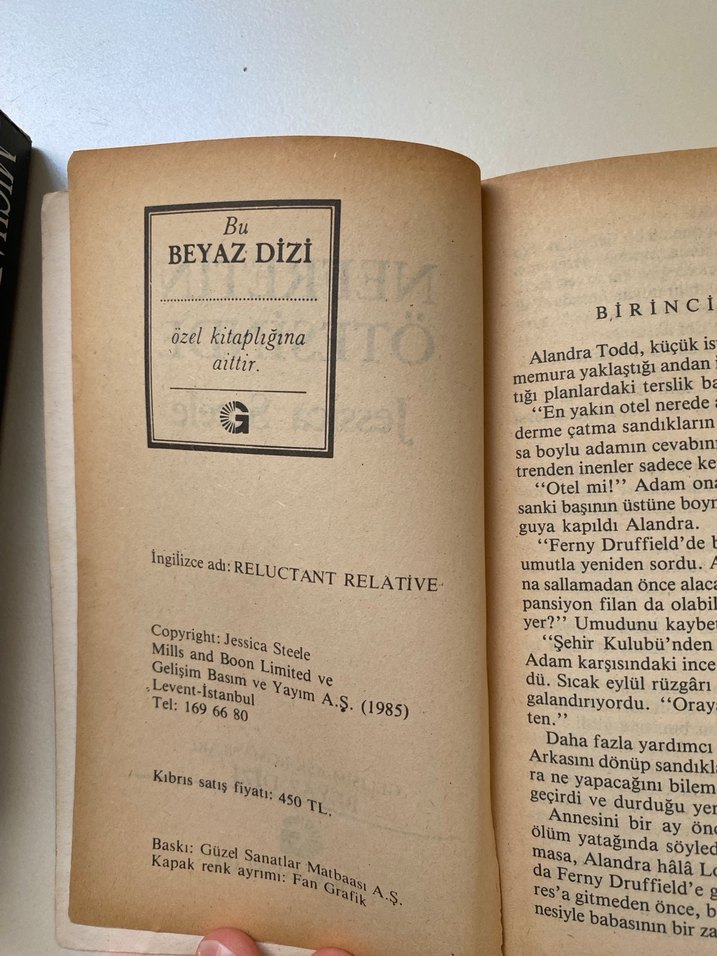 Bu
BEYAZ DİZİ
özel kitaplığına
aittir.
G
İngilizce adı: RELUCTANT RELATIVE
Copyright: Jessica Steele
Mills and Boon Limited ve
Gelişim Basım ve Yayım A.Ş. (1985)
Levent-İstanbul
Tel: 169 66 80
Kıbrıs satış fiyatı: 450 TL.
Baskı: Güzel Sanatlar Matbaası A.Ş.
Kapak renk ayrımı: Fan Grafik
BİRİNCİ
Alandra Todd, küçük is
memura yaklaştığı andan i
tığı planlardaki terslik ba
“En yakın otel nerede a
derme çatma sandıkların
sa boylu adamın cevabın
trenden inenler sadece ke
“Otel mi!” Adam ona
sanki başının üstüne boyn
guya kapıldı Alandra.
“Ferny Druffield’de b
umutla yeniden sordu. A
na sallamadan önce alaca
pansiyon filan da olabil
yer?” Umudunu kaybet
“Şehir Kulubü’nden
Adam karşısındaki ince
dü. Sıcak eylül rüzgârı
galandırıyordu. “Oraya
ten.”
Daha fazla yardımcı
Arkasını dönüp sandıkla
ra ne yapacağını bilem
geçirdi ve durduğu yer
Annesini bir ay önc
ölüm yatağında söyled
masa, Alandra hâlâ Lo
da Ferny Druffield’e g
res’a gitmeden önce, b
nesiyle babasının bir za